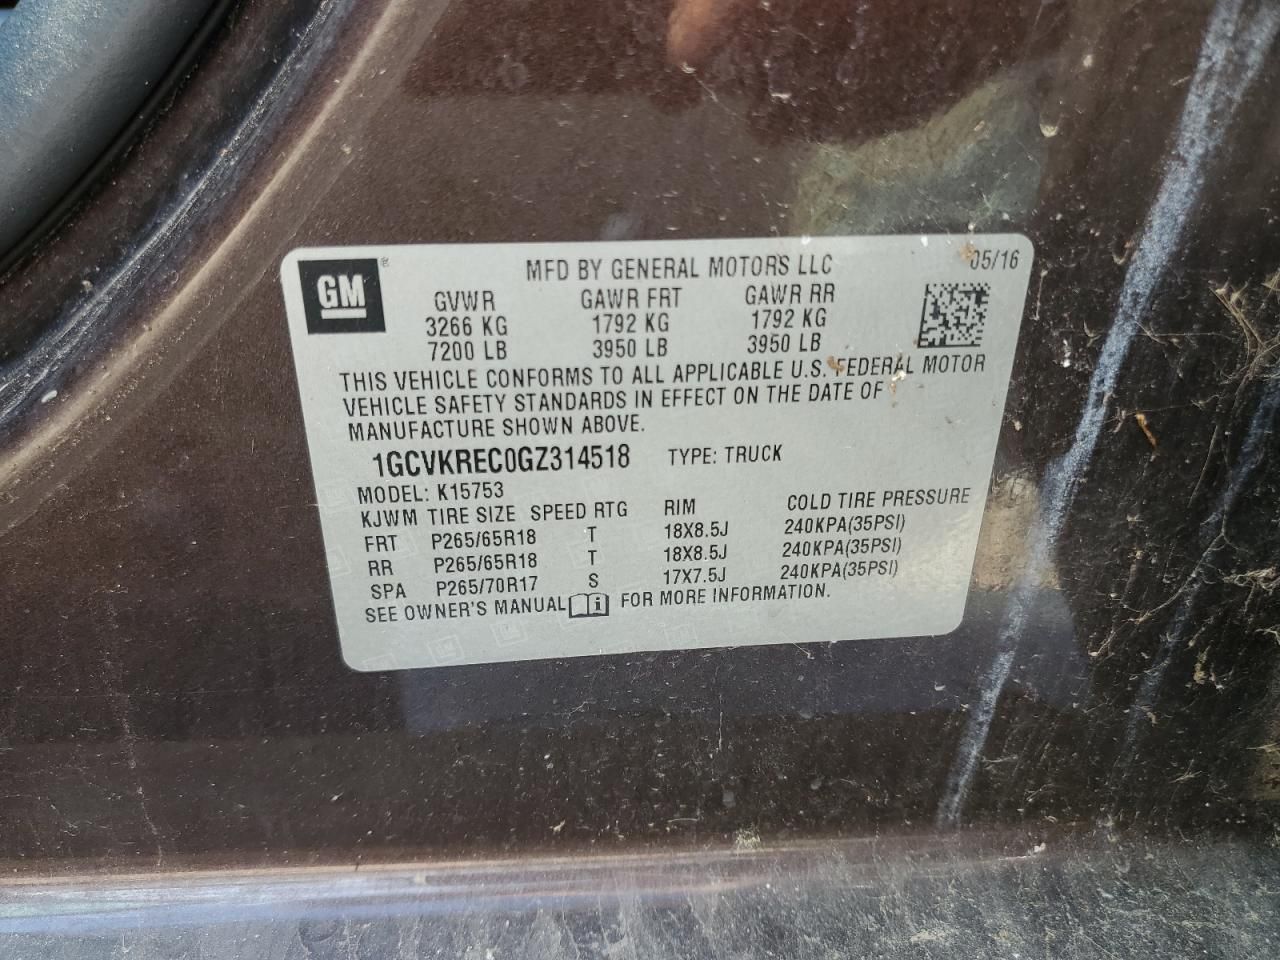 GM ®
MFD BY GENERAL MOTORS LLC 05/16
GVWR GAWR FRT GAWR RR
3266 KG 1792 KG 1792 KG
7200 LB 3950 LB 3950 LB
THIS VEHICLE CONFORMS TO ALL APPLICABLE U.S. FEDERAL MOTOR
VEHICLE SAFETY STANDARDS IN EFFECT ON THE DATE OF
MANUFACTURE SHOWN ABOVE.
1GCVKREC0GZ314518 TYPE: TRUCK
MODEL: K15753
KJWM TIRE SIZE SPEED RTG RIM COLD TIRE PRESSURE
FRT P265/65R18 T 18X8.5J 240KPA(35PSI)
RR P265/65R18 T 18X8.5J 240KPA(35PSI)
SPA P265/70R17 S 17X7.5J 240KPA(35PSI)
SEE OWNER'S MANUAL FOR MORE INFORMATION.